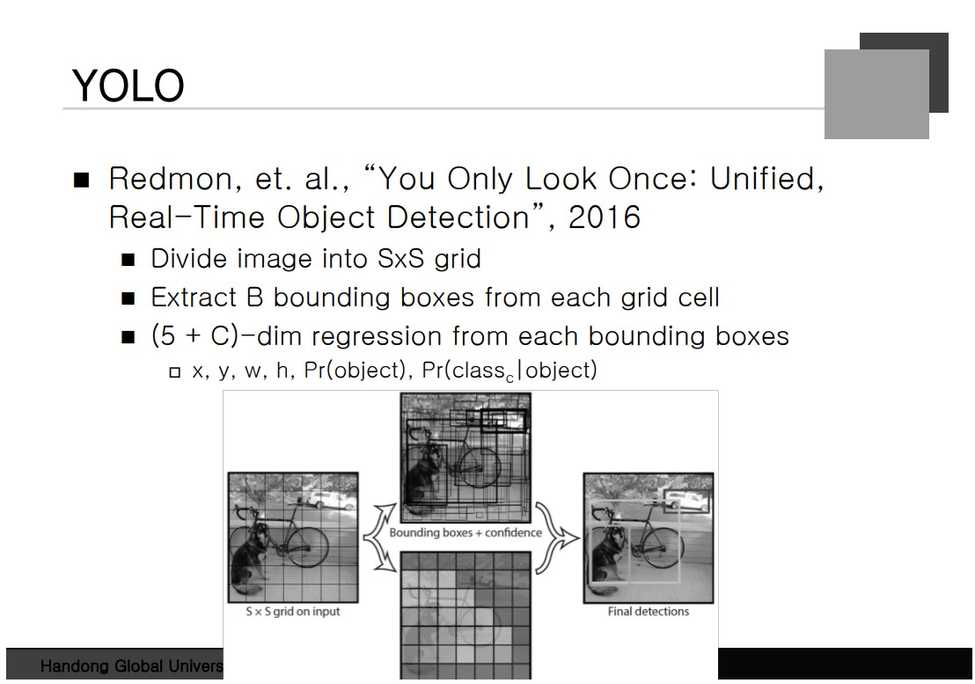 YOLO
■ Redmon, et. al., “You Only Look Once: Unified,
Real-Time Object Detection”, 2016
■ Divide image into SxS grid
■ Extract B bounding boxes from each grid cell
■ (5 + C)-dim regression from each bounding boxes
□ x, y, w, h, Pr(object), Pr(class_c|object)
Bounding boxes + confidence
S × S grid on input
Final detections
Handong Global Univers